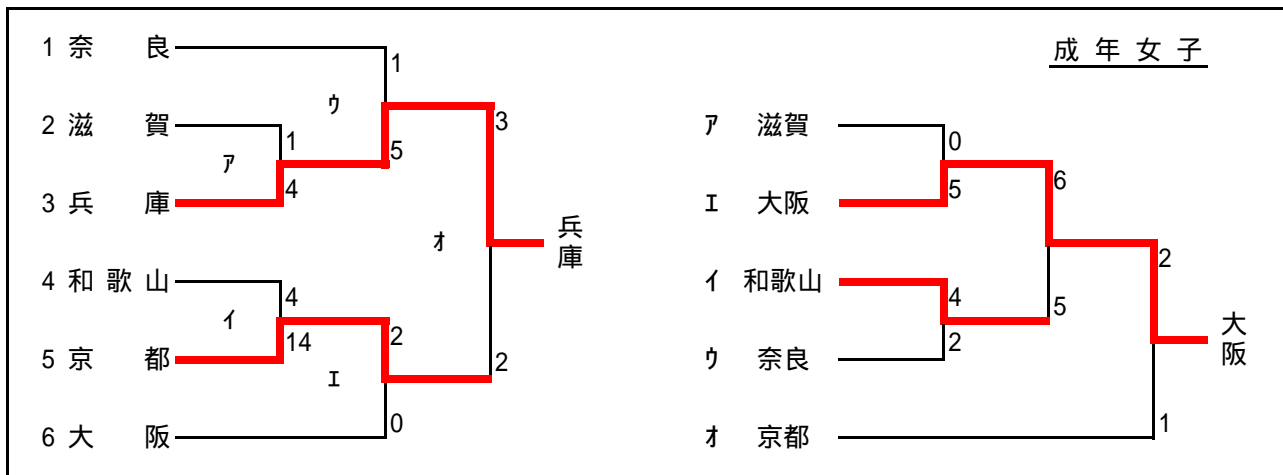 1 奈 良
1
成 年 女 子
ウ
3
2 滋 賀
ア 滋賀
1
0
ア
5
4
5
6
3 兵 庫
エ 大阪
兵庫
オ
2
4 和 歌 山
イ 和歌山
4
4
イ
14
2
5
2
大阪
5 京 都
2
ウ 奈良
エ
0
1
6 大 阪
オ 京都